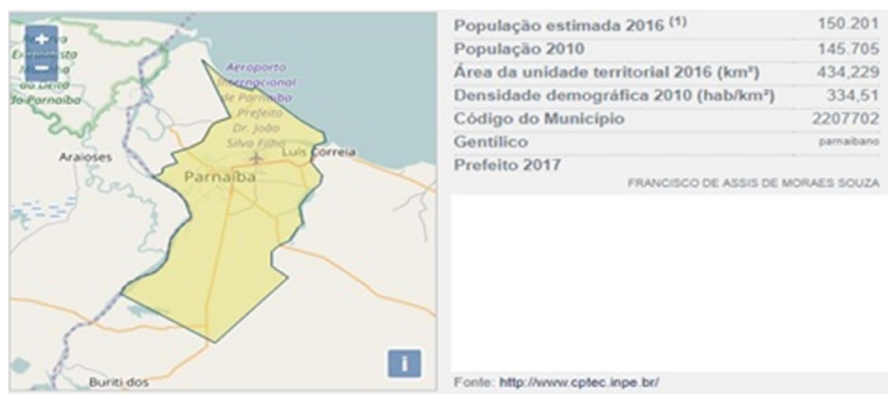 +
−
Aeroporto
Internacional
de Parnaíba
Prefeito
Dr. João
Silva Filho
Araioses
Luís Correia
Parnaíba
Buriti dos
i
População estimada 2016 (1) 150.201
População 2010 145.705
Área da unidade territorial 2016 (km²) 434,229
Densidade demográfica 2010 (hab/km²) 334,51
Código do Município 2207702
Gentílico parnaibano
Prefeito 2017
FRANCISCO DE ASSIS DE MORAES SOUZA
Fonte: http://www.cptec.inpe.br/